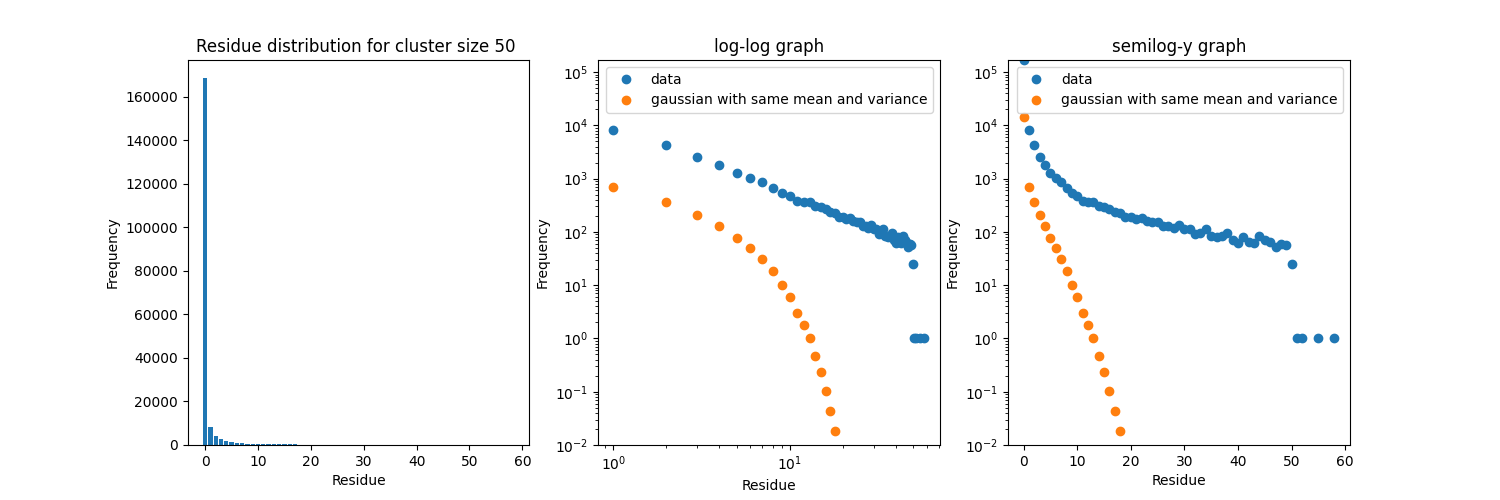 Residue distribution for cluster size 50
Frequency
160000
140000
120000
100000
80000
60000
40000
20000
0
0 10 20 30 40 50 60
Residue
log-log graph
data
gaussian with same mean and variance
Frequency
10^5
10^4
10^3
10^2
10^1
10^0
10^-1
10^-2
10^0 10^1
Residue
semilog-y graph
data
gaussian with same mean and variance
Frequency
10^5
10^4
10^3
10^2
10^1
10^0
10^-1
10^-2
0 10 20 30 40 50 60
Residue